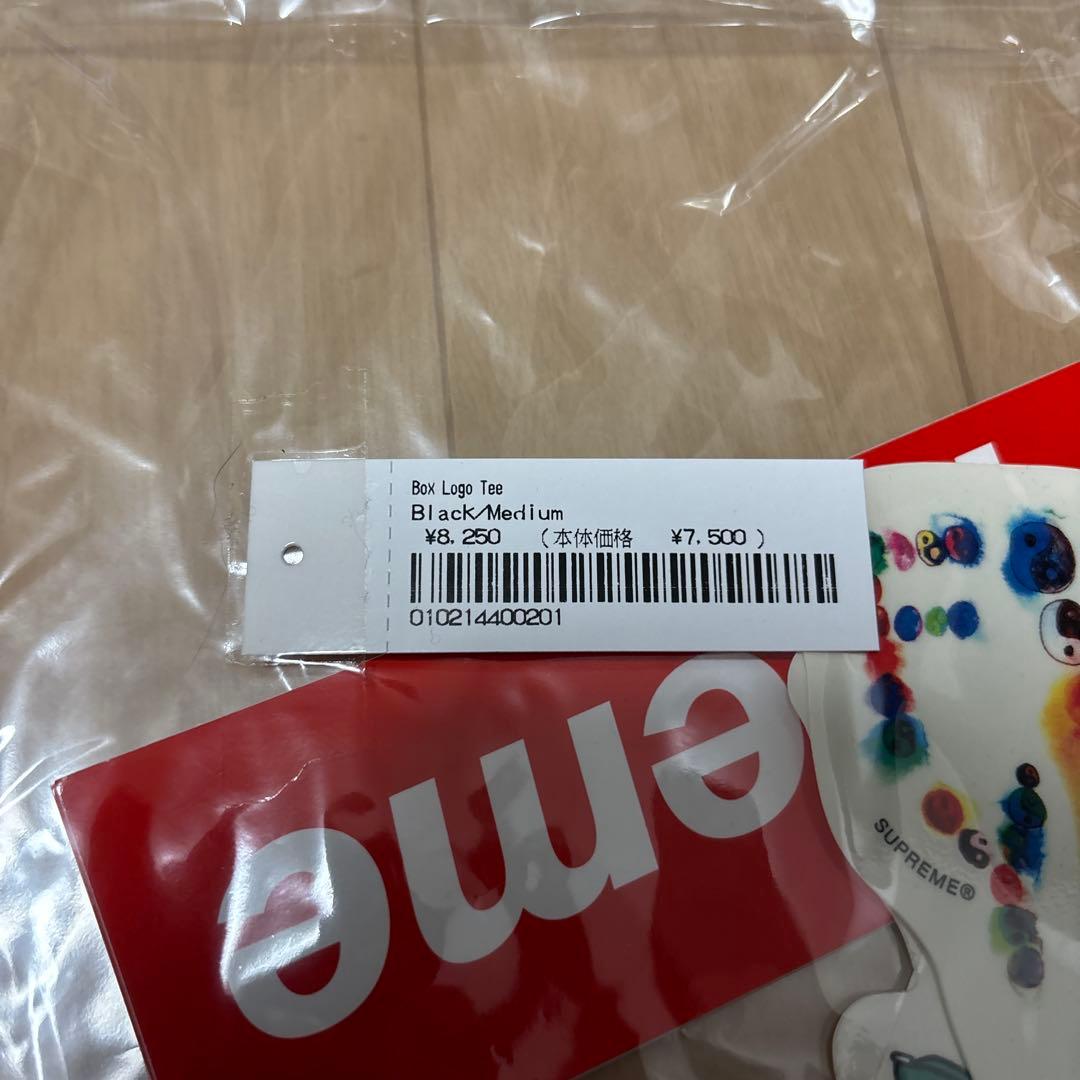 Box Logo Tee
Black/Medium
¥8,250 (本体価格 ¥7,500)
010214400201
eme
SUPREME®